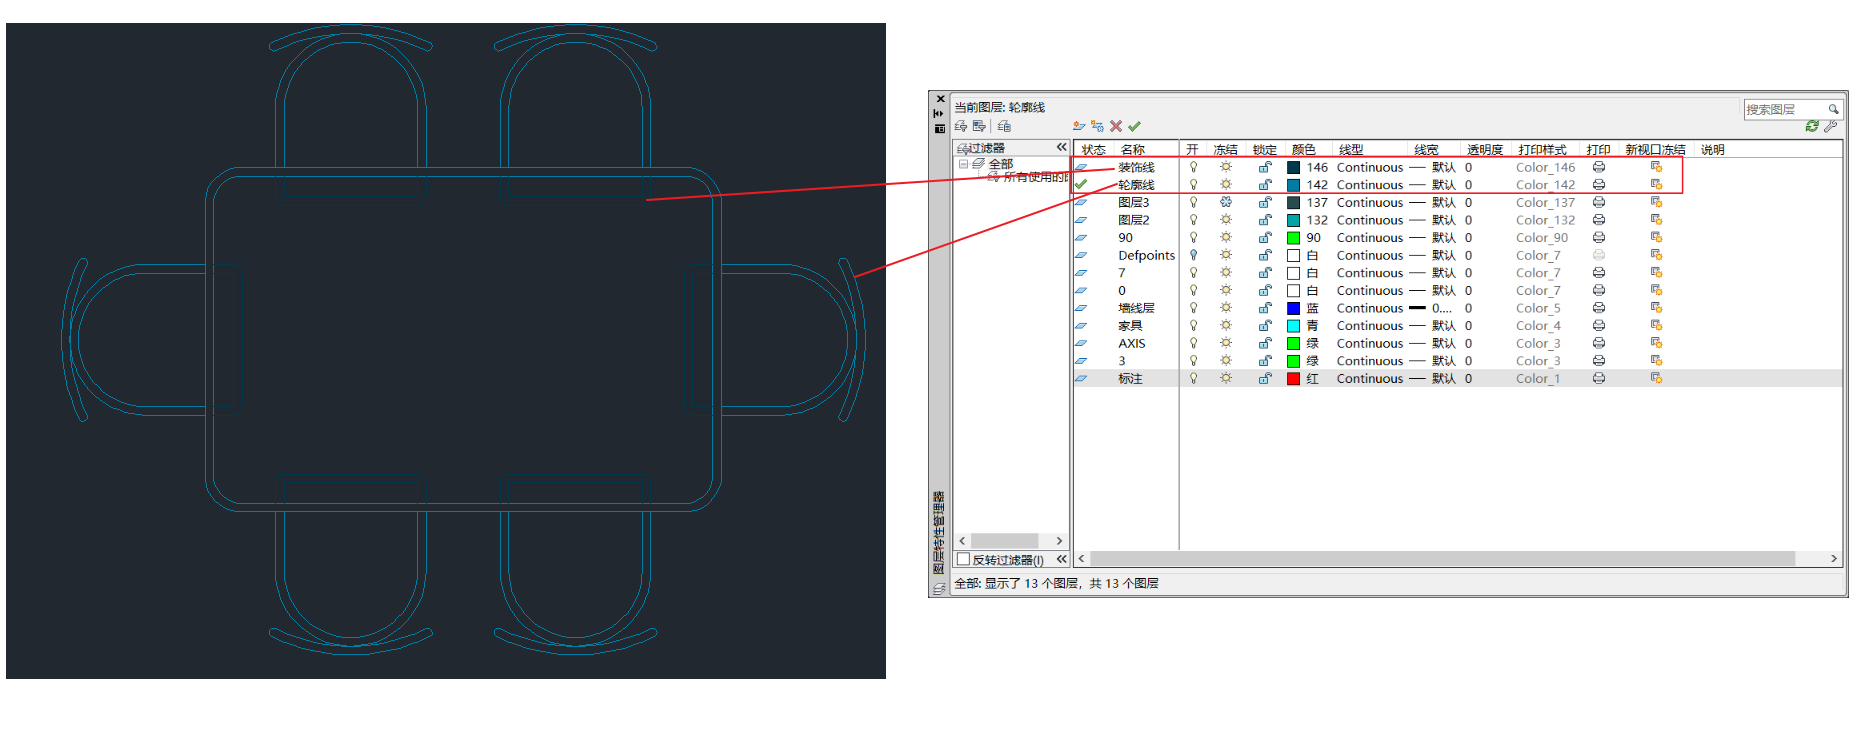 当前图层: 轮廓线
搜索图层
过滤器
全部
所有使用的
状态 名称 开 冻结 锁定 颜色 线型 线宽 透明度 打印样式 打印 新视口冻结 说明
装饰线 146 Continuous 默认 0 Color_146
轮廓线 142 Continuous 默认 0 Color_142
图层3 137 Continuous 默认 0 Color_137
图层2 132 Continuous 默认 0 Color_132
90 90 Continuous 默认 0 Color_90
Defpoints 白 Continuous 默认 0 Color_7
7 白 Continuous 默认 0 Color_7
0 白 Continuous 默认 0 Color_7
墙线层 蓝 Continuous 0.... 0 Color_5
家具 青 Continuous 默认 0 Color_4
AXIS 绿 Continuous 默认 0 Color_3
3 绿 Continuous 默认 0 Color_3
标注 红 Continuous 默认 0 Color_1
反转过滤器(I)
图层特性管理器
全部: 显示了 13 个图层，共 13 个图层